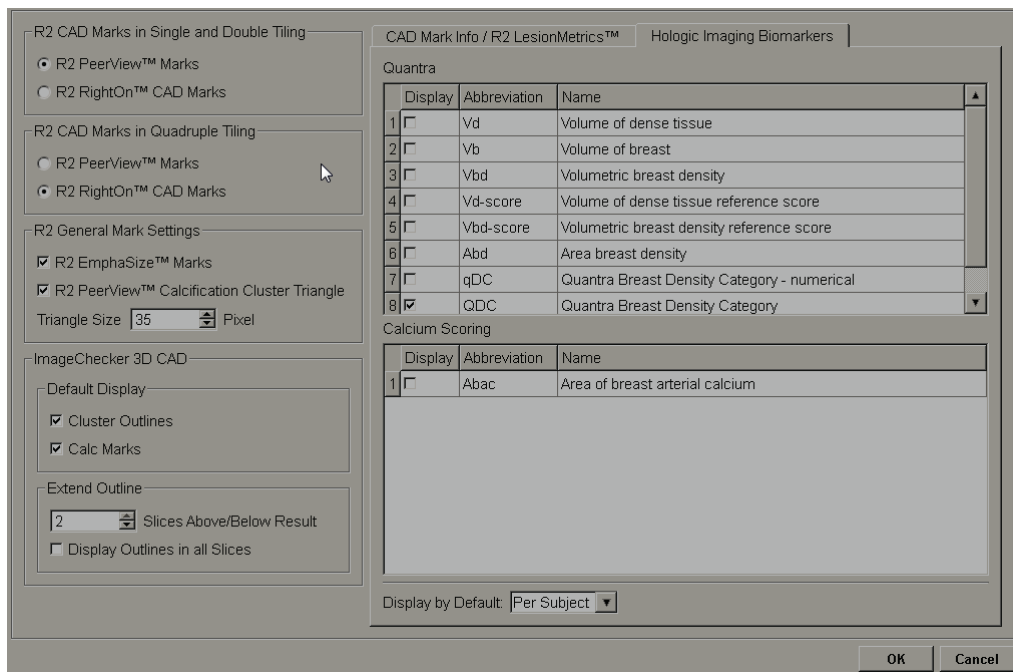 R2 CAD Marks in Single and Double Tiling
R2 PeerView™ Marks
R2 RightOn™ CAD Marks
R2 CAD Marks in Quadruple Tiling
R2 PeerView™ Marks
R2 RightOn™ CAD Marks
R2 General Mark Settings
R2 EmphaSize™ Marks
R2 PeerView™ Calcification Cluster Triangle
Triangle Size 35 Pixel
ImageChecker 3D CAD
Default Display
Cluster Outlines
Calc Marks
Extend Outline
2 Slices Above/Below Result
Display Outlines in all Slices
CAD Mark Info / R2 LesionMetrics™ Hologic Imaging Biomarkers
Quantra
Display Abbreviation Name
1 Vd Volume of dense tissue
2 Vb Volume of breast
3 Vbd Volumetric breast density
4 Vd-score Volume of dense tissue reference score
5 Vbd-score Volumetric breast density reference score
6 Abd Area breast density
7 qDC Quantra Breast Density Category - numerical
8 QDC Quantra Breast Density Category
Calcium Scoring
Display Abbreviation Name
1 Abac Area of breast arterial calcium
Display by Default: Per Subject
OK Cancel